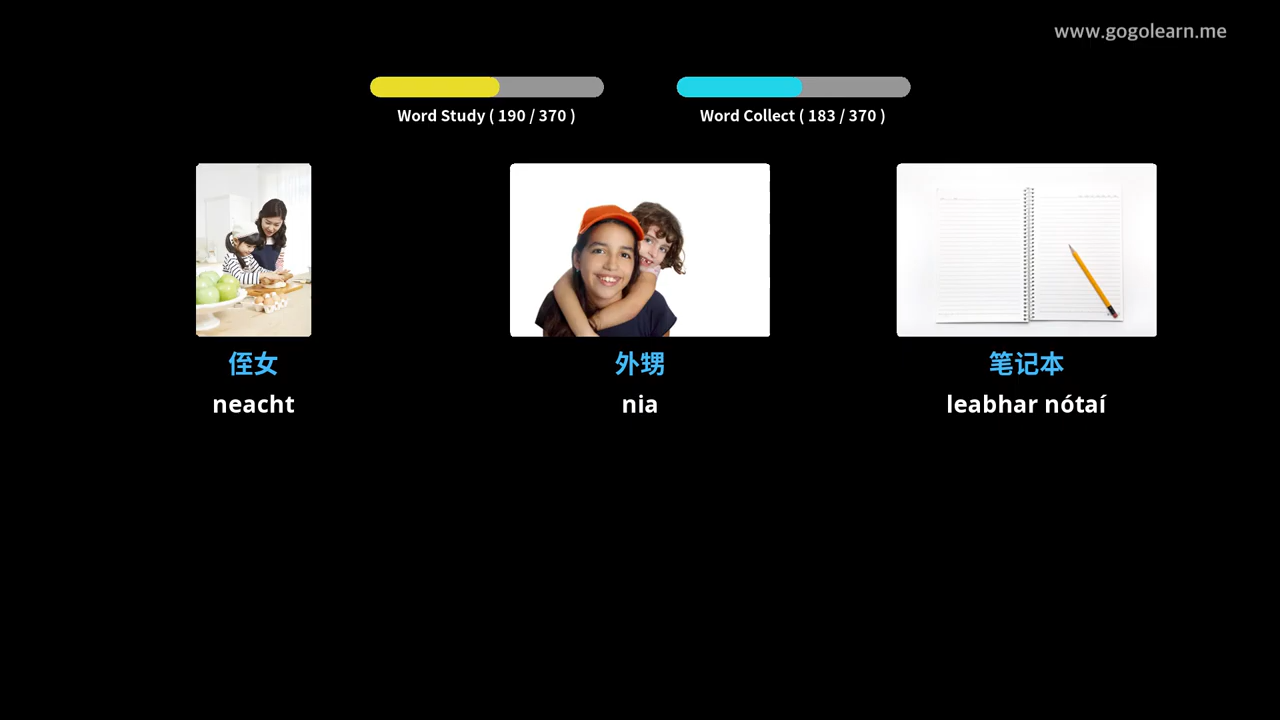 www.gogolearn.me
Word Study ( 190 / 370 )
Word Collect ( 183 / 370 )
侄女
外甥
笔记本
neacht
nia
leabhar nótaí